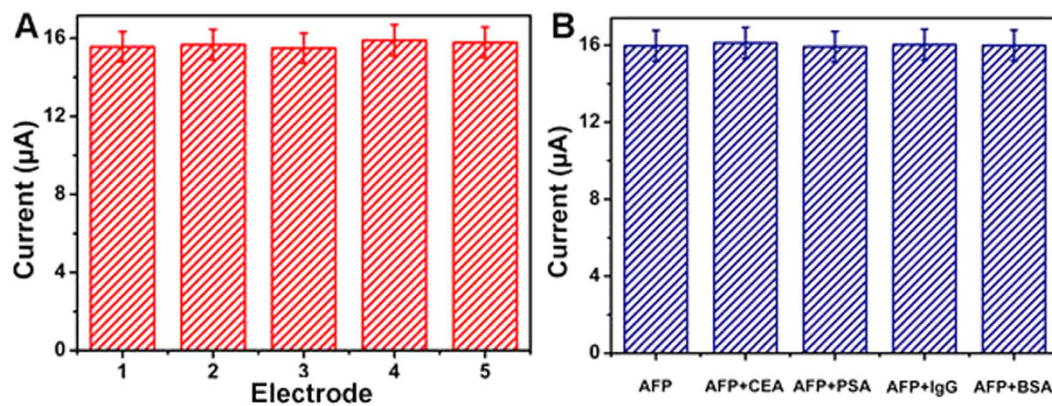 A
Current (μA)
16
12
8
4
0
1 2 3 4 5
Electrode
B
Current (μA)
16
12
8
4
0
AFP AFP+CEA AFP+PSA AFP+IgG AFP+BSA